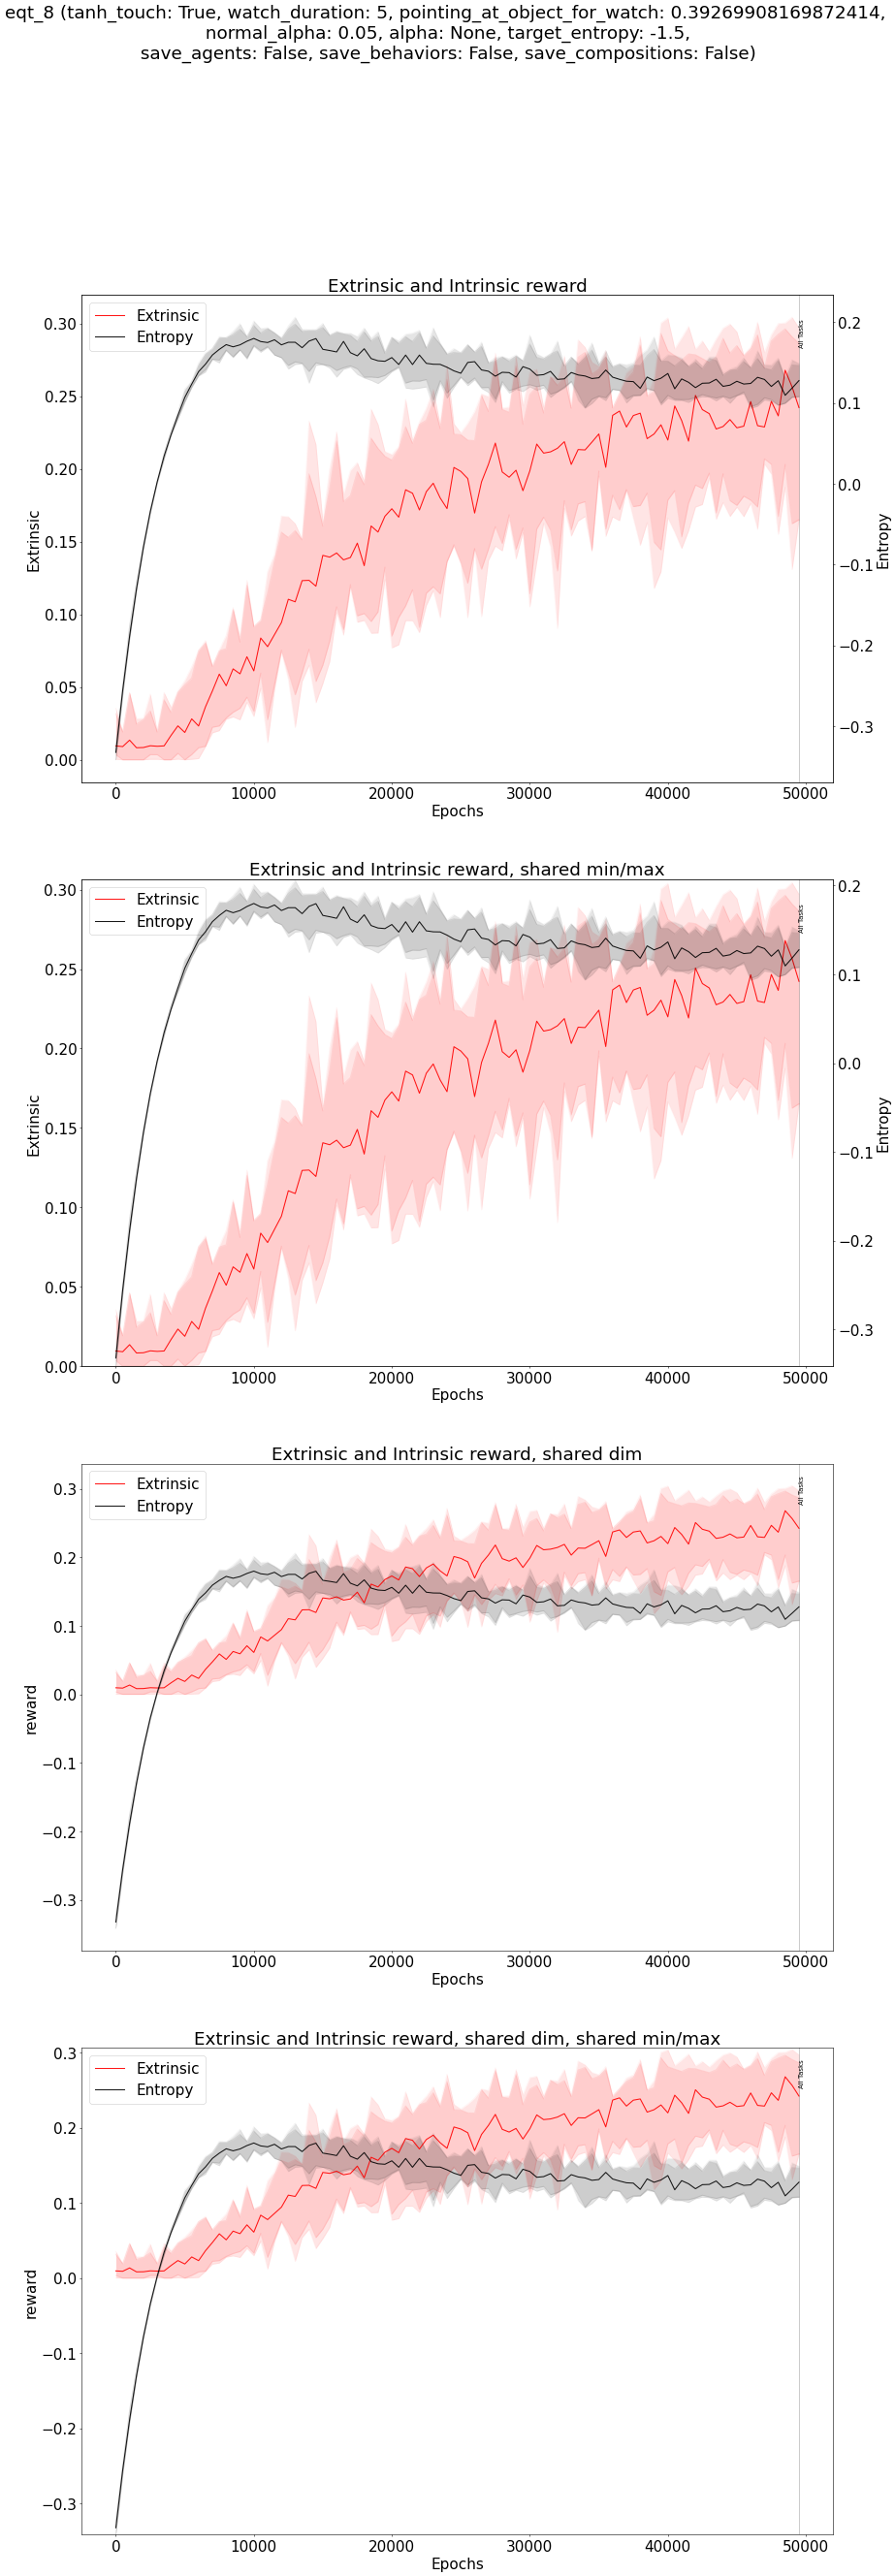 eqt_8 (tanh_touch: True, watch_duration: 5, pointing_at_object_for_watch: 0.39269908169872414,
normal_alpha: 0.05, alpha: None, target_entropy: -1.5,
save_agents: False, save_behaviors: False, save_compositions: False)
Extrinsic and Intrinsic reward
Extrinsic
Entropy
All Tasks
0.30
0.25
0.20
0.15
0.10
0.05
0.00
Extrinsic
0.2
0.1
0.0
−0.1
−0.2
−0.3
Entropy
0 10000 20000 30000 40000 50000
Epochs
Extrinsic and Intrinsic reward, shared min/max
Extrinsic
Entropy
All Tasks
0.30
0.25
0.20
0.15
0.10
0.05
0.00
Extrinsic
0.2
0.1
0.0
−0.1
−0.2
−0.3
Entropy
0 10000 20000 30000 40000 50000
Epochs
Extrinsic and Intrinsic reward, shared dim
Extrinsic
Entropy
All Tasks
0.3
0.2
0.1
0.0
−0.1
−0.2
−0.3
reward
0 10000 20000 30000 40000 50000
Epochs
Extrinsic and Intrinsic reward, shared dim, shared min/max
Extrinsic
Entropy
All Tasks
0.3
0.2
0.1
0.0
−0.1
−0.2
−0.3
reward
0 10000 20000 30000 40000 50000
Epochs